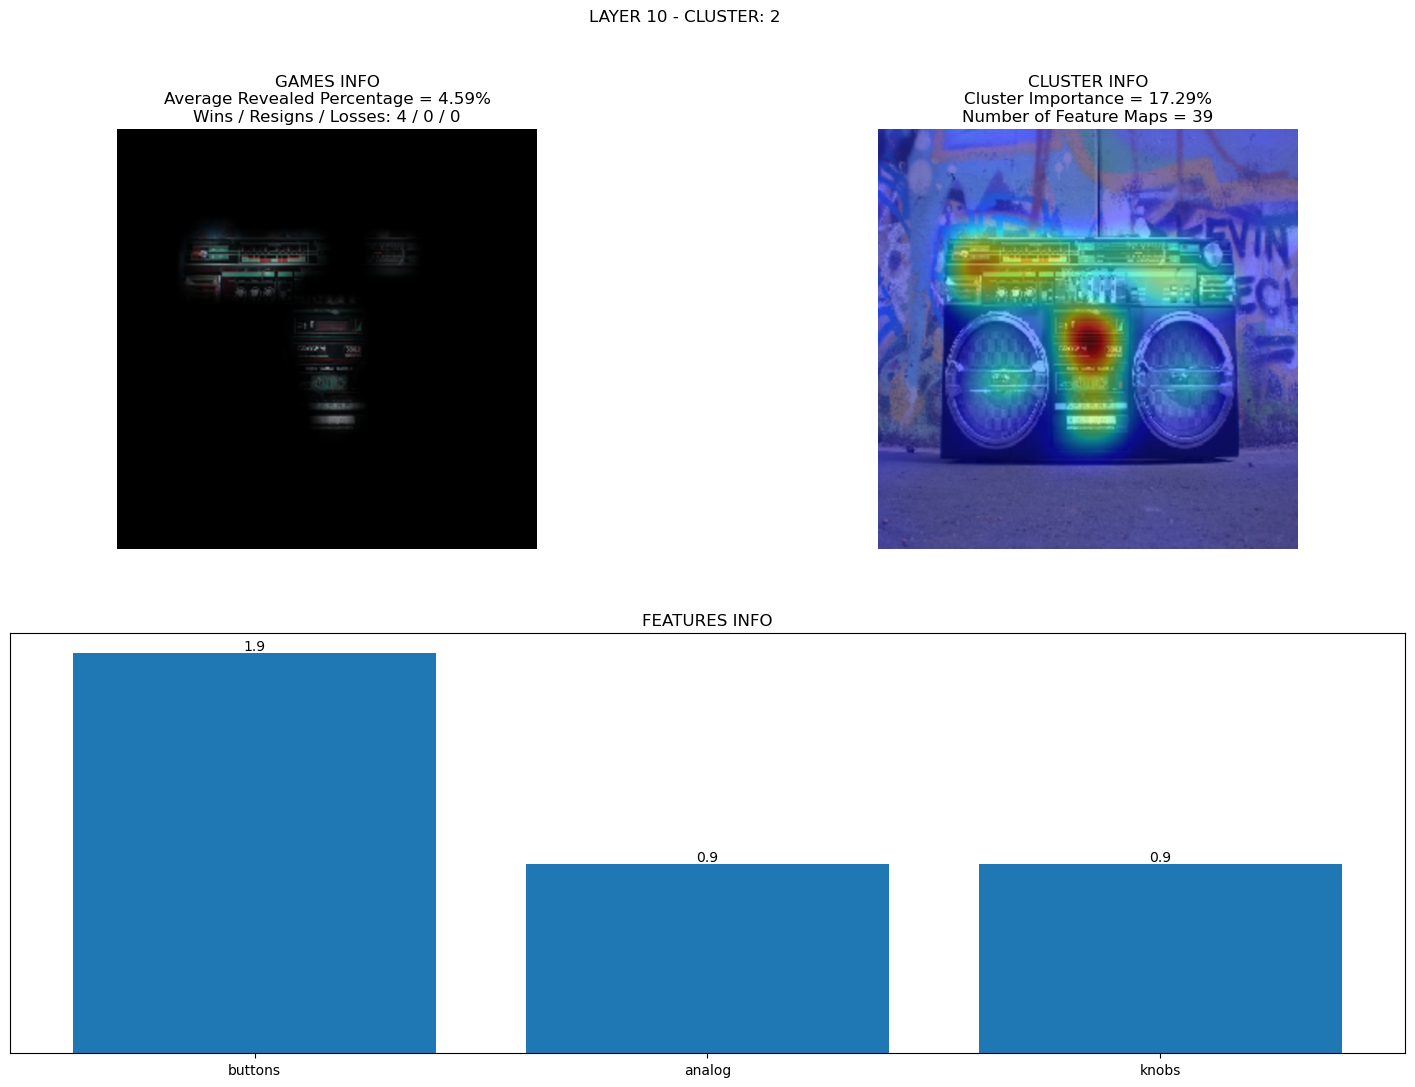 LAYER 10 - CLUSTER: 2
GAMES INFO
Average Revealed Percentage = 4.59%
Wins / Resigns / Losses: 4 / 0 / 0
CLUSTER INFO
Cluster Importance = 17.29%
Number of Feature Maps = 39
EVIN
ECH
FEATURES INFO
1.9
0.9
0.9
buttons
analog
knobs